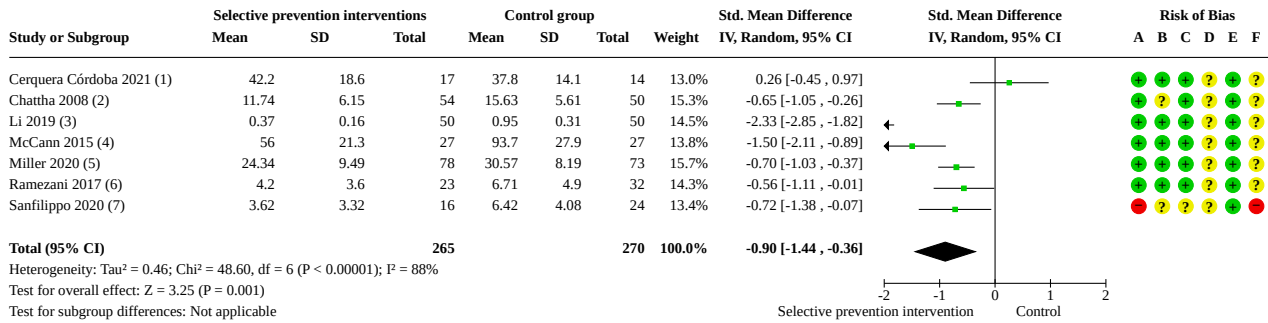 Selective prevention interventions Control group Std. Mean Difference Std. Mean Difference Risk of Bias
Study or Subgroup Mean SD Total Mean SD Total Weight IV, Random, 95% CI IV, Random, 95% CI A B C D E F
Cerquera Córdoba 2021 (1) 42.2 18.6 17 37.8 14.1 14 13.0% 0.26 [-0.45 , 0.97] + + + ? + ?
Chattha 2008 (2) 11.74 6.15 54 15.63 5.61 50 15.3% -0.65 [-1.05 , -0.26] + ? + ? + ?
Li 2019 (3) 0.37 0.16 50 0.95 0.31 50 14.5% -2.33 [-2.85 , -1.82] + + + ? + ?
McCann 2015 (4) 56 21.3 27 93.7 27.9 27 13.8% -1.50 [-2.11 , -0.89] + + + ? + ?
Miller 2020 (5) 24.34 9.49 78 30.57 8.19 73 15.7% -0.70 [-1.03 , -0.37] + + + ? + ?
Ramezani 2017 (6) 4.2 3.6 23 6.71 4.9 32 14.3% -0.56 [-1.11 , -0.01] + + + ? + ?
Sanfilippo 2020 (7) 3.62 3.32 16 6.42 4.08 24 13.4% -0.72 [-1.38 , -0.07] − ? ? ? + −
Total (95% CI) 265 270 100.0% -0.90 [-1.44 , -0.36]
Heterogeneity: Tau² = 0.46; Chi² = 48.60, df = 6 (P < 0.00001); I² = 88%
Test for overall effect: Z = 3.25 (P = 0.001)
Test for subgroup differences: Not applicable
-2 -1 0 1 2
Selective prevention intervention Control